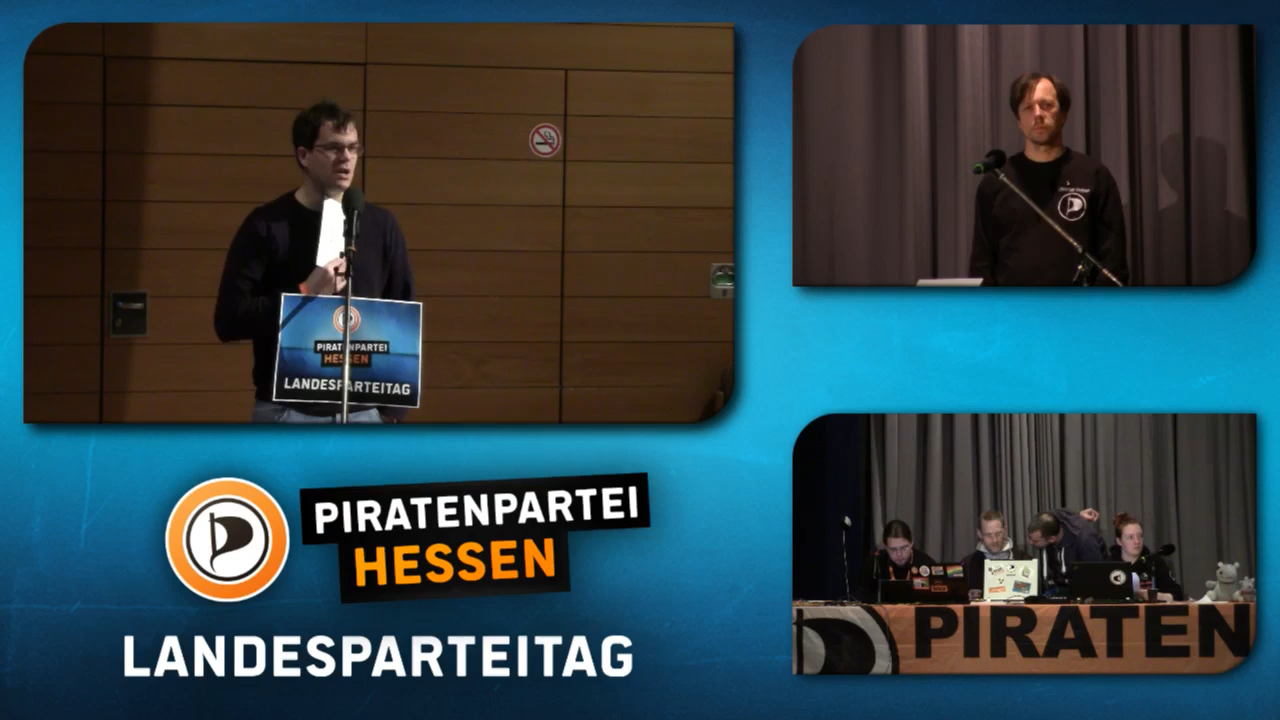 PIRATENPARTEI
HESSEN
LANDESPARTEITAG
PIRATENPARTEI
HESSEN
LANDESPARTEITAG
PIRATEN